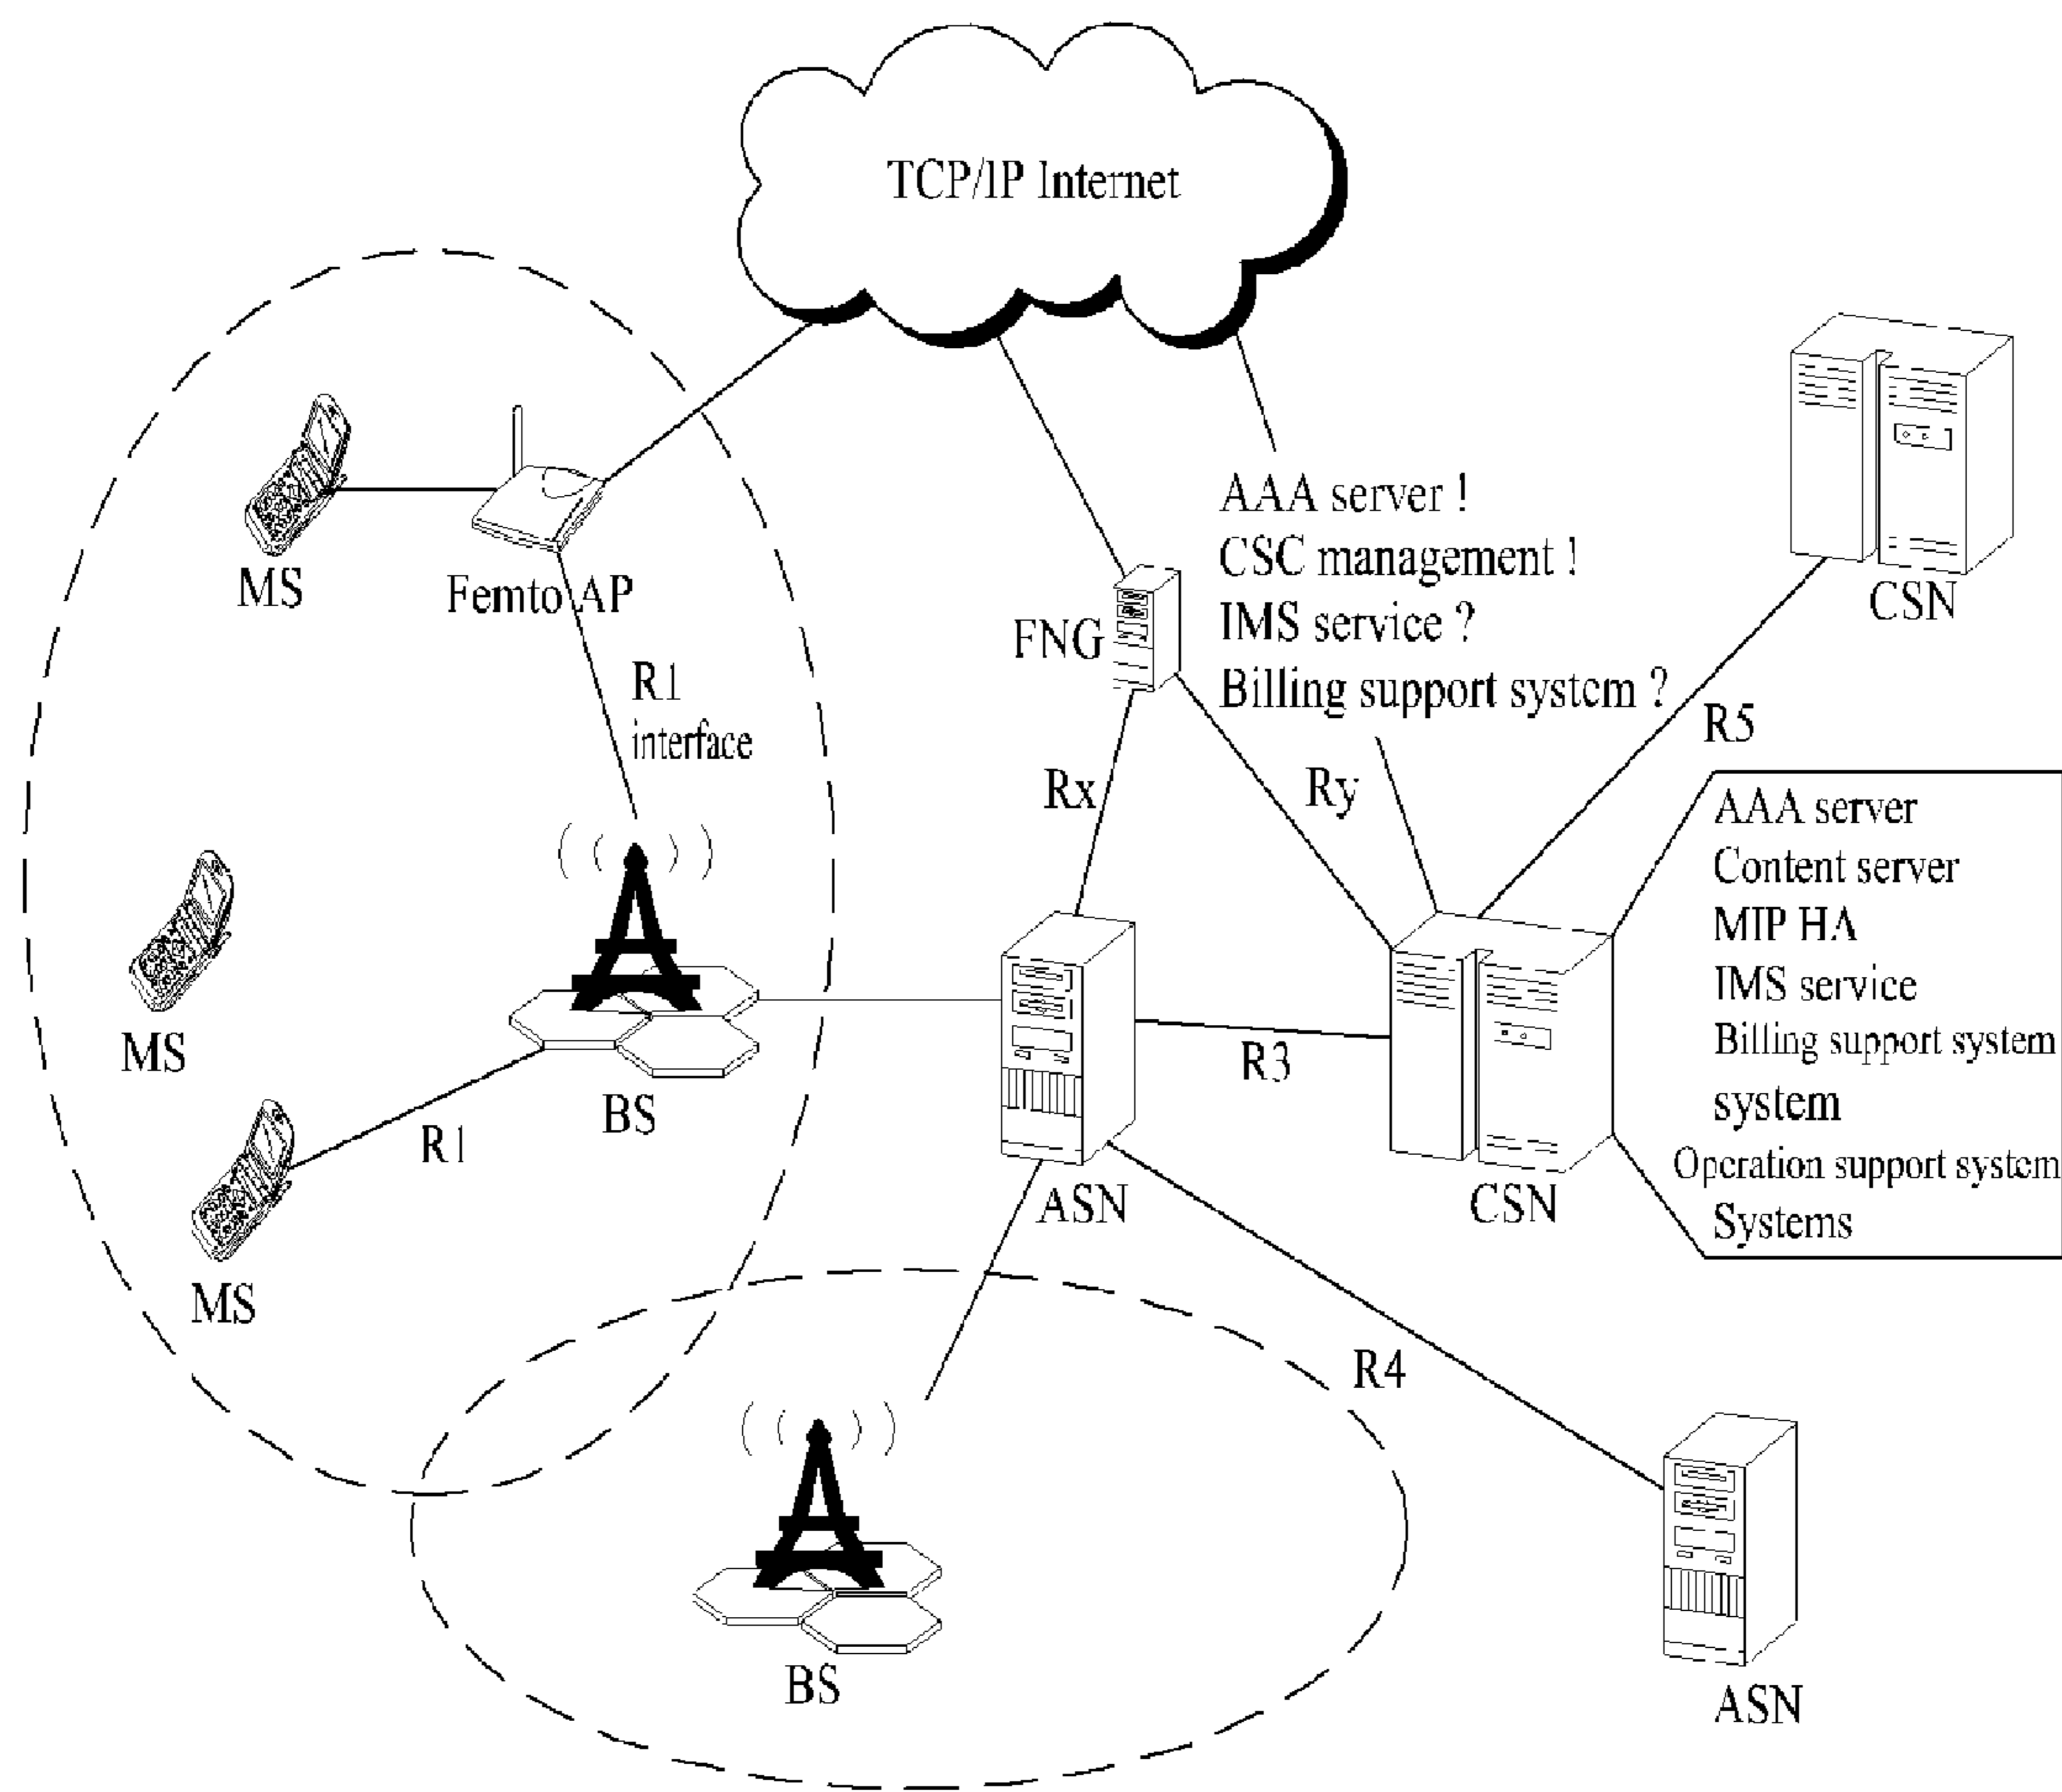 TCP/IP Internet
MS
Femto AP
R1
interface
FNG
AAA server !
CSC management !
IMS service ?
Billing support system ?
CSN
R5
Rx
Ry
AAA server
Content server
MIP HA
IMS service
Billing support system
system
Operation support system
Systems
MS
BS
R1
R3
ASN
CSN
MS
R4
BS
ASN